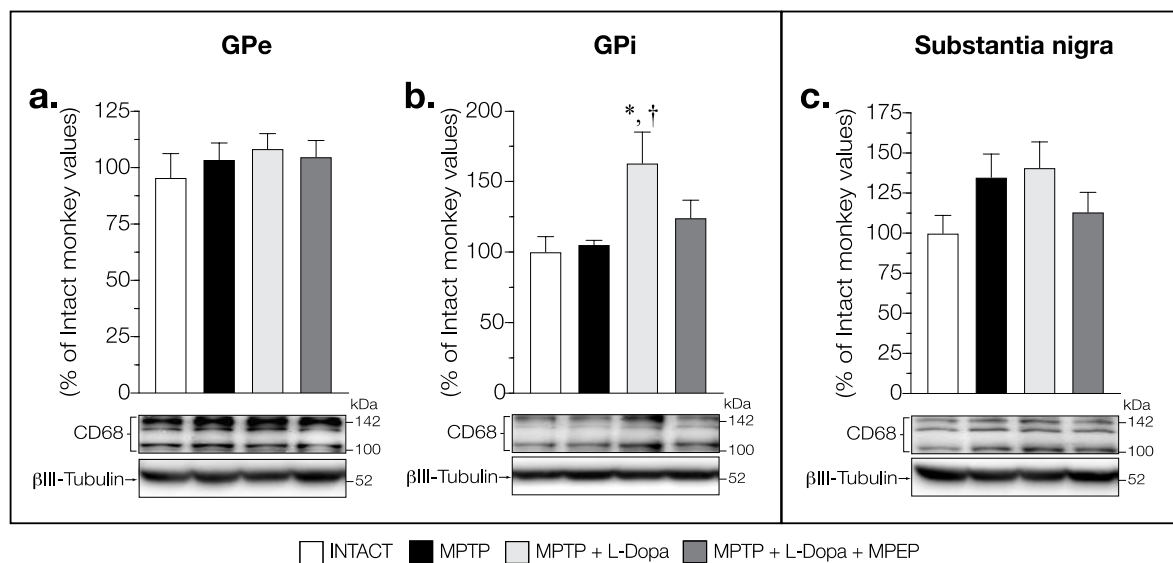 GPe
GPi
Substantia nigra
a.
(% of Intact monkey values)
125
100
75
50
25
0
kDa
CD68
142
100
βIII-Tubulin→
52
b.
(% of Intact monkey values)
200
150
100
50
0
*, †
kDa
142
100
52
c.
(% of Intact monkey values)
175
150
125
100
75
50
25
0
kDa
CD68
142
100
βIII-Tubulin→
52
INTACT MPTP MPTP + L-Dopa MPTP + L-Dopa + MPEP